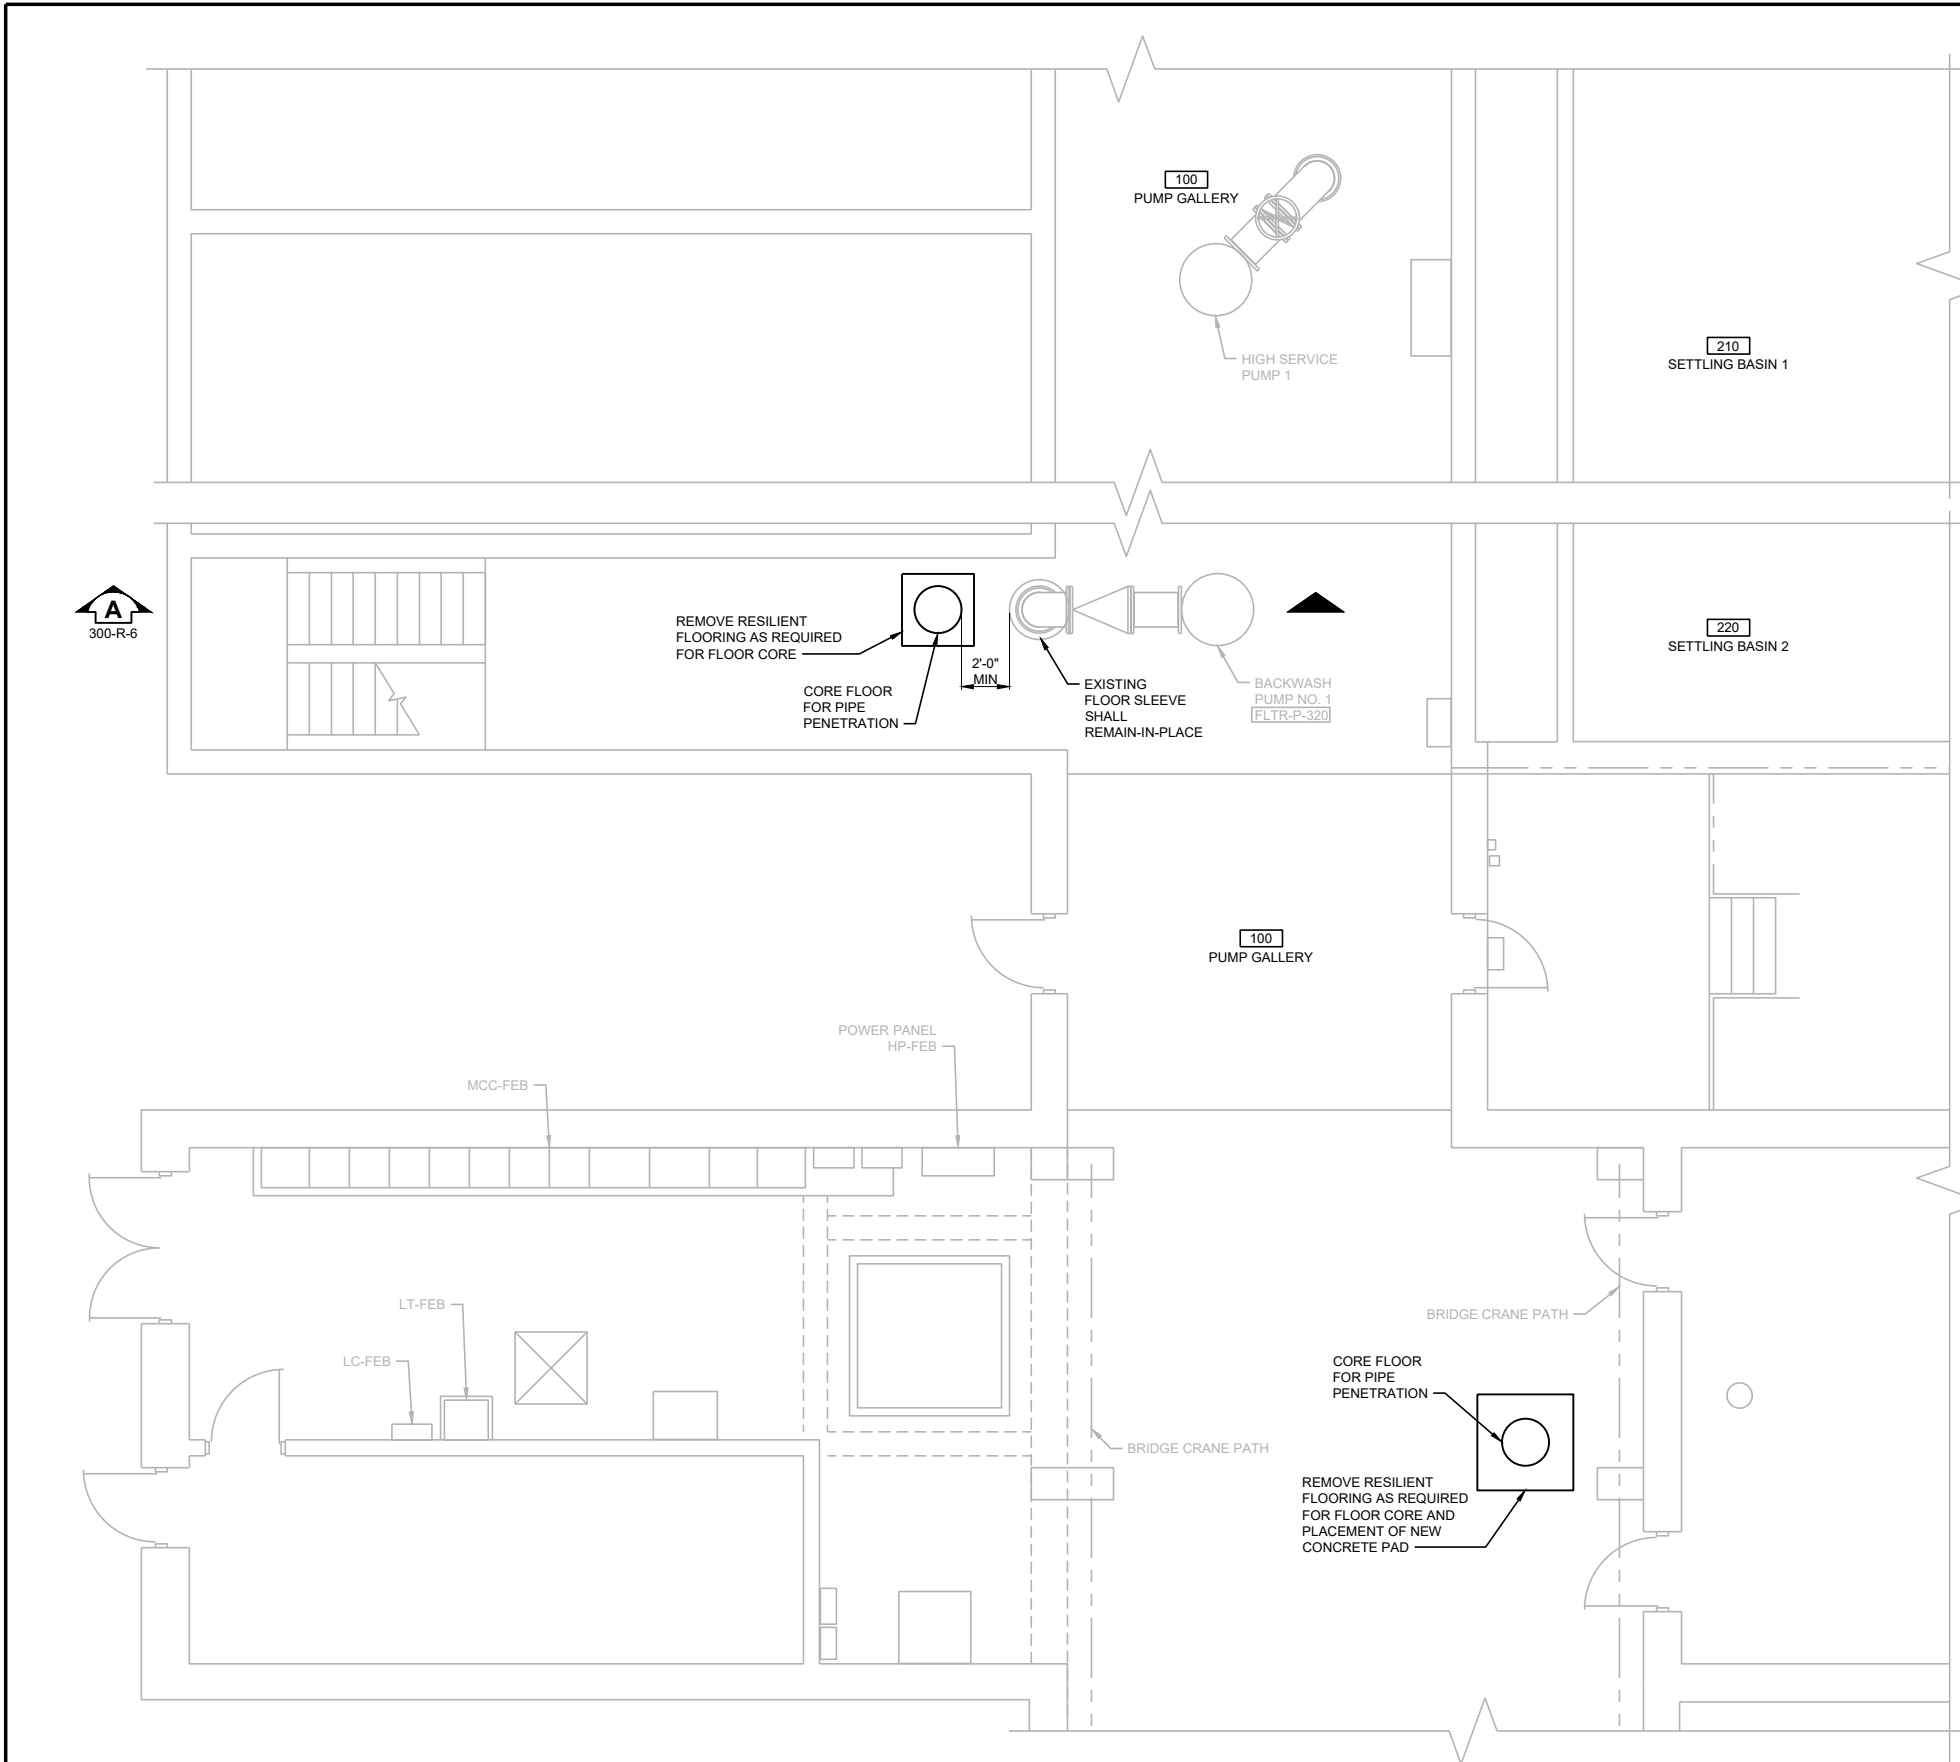 100
PUMP GALLERY
HIGH SERVICE
PUMP 1
210
SETTLING BASIN 1
A
300-R-6
REMOVE RESILIENT
FLOORING AS REQUIRED
FOR FLOOR CORE
2'-0"
MIN
CORE FLOOR
FOR PIPE
PENETRATION
EXISTING
FLOOR SLEEVE
SHALL
REMAIN-IN-PLACE
BACKWASH
PUMP NO. 1
FLTR-P-320
220
SETTLING BASIN 2
100
PUMP GALLERY
POWER PANEL
HP-FEB
MCC-FEB
LT-FEB
LC-FEB
BRIDGE CRANE PATH
BRIDGE CRANE PATH
CORE FLOOR
FOR PIPE
PENETRATION
REMOVE RESILIENT
FLOORING AS REQUIRED
FOR FLOOR CORE AND
PLACEMENT OF NEW
CONCRETE PAD